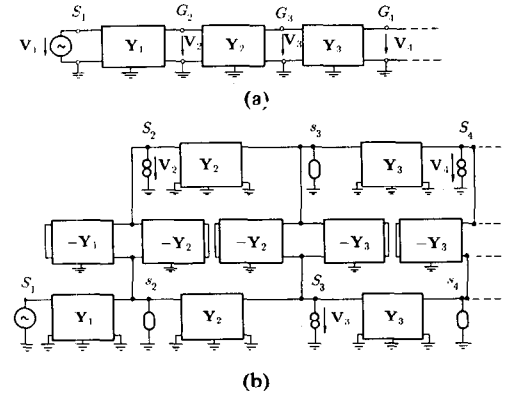 S₁ G₂ G₃ G₄
V₁ Y₁ V₂ Y₂ V₃ Y₃ V₄
(a)
S₂ s₃ S₄
V₂ Y₂ Y₃ V₄
−Y₁ −Y₂ −Y₂ −Y₃ −Y₃
S₁ s₂ S₃ s₄
Y₁ Y₂ V₃ Y₃
(b)